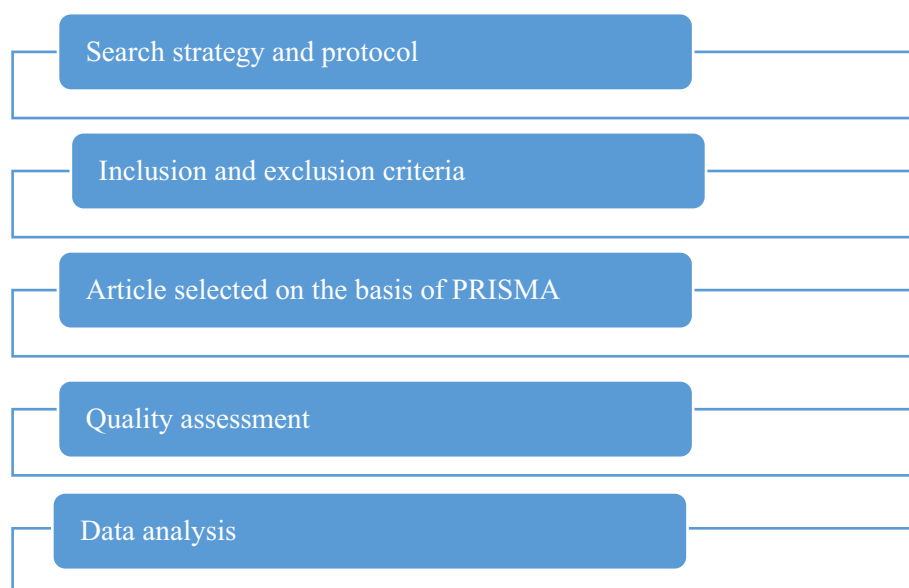 Search strategy and protocol
Inclusion and exclusion criteria
Article selected on the basis of PRISMA
Quality assessment
Data analysis